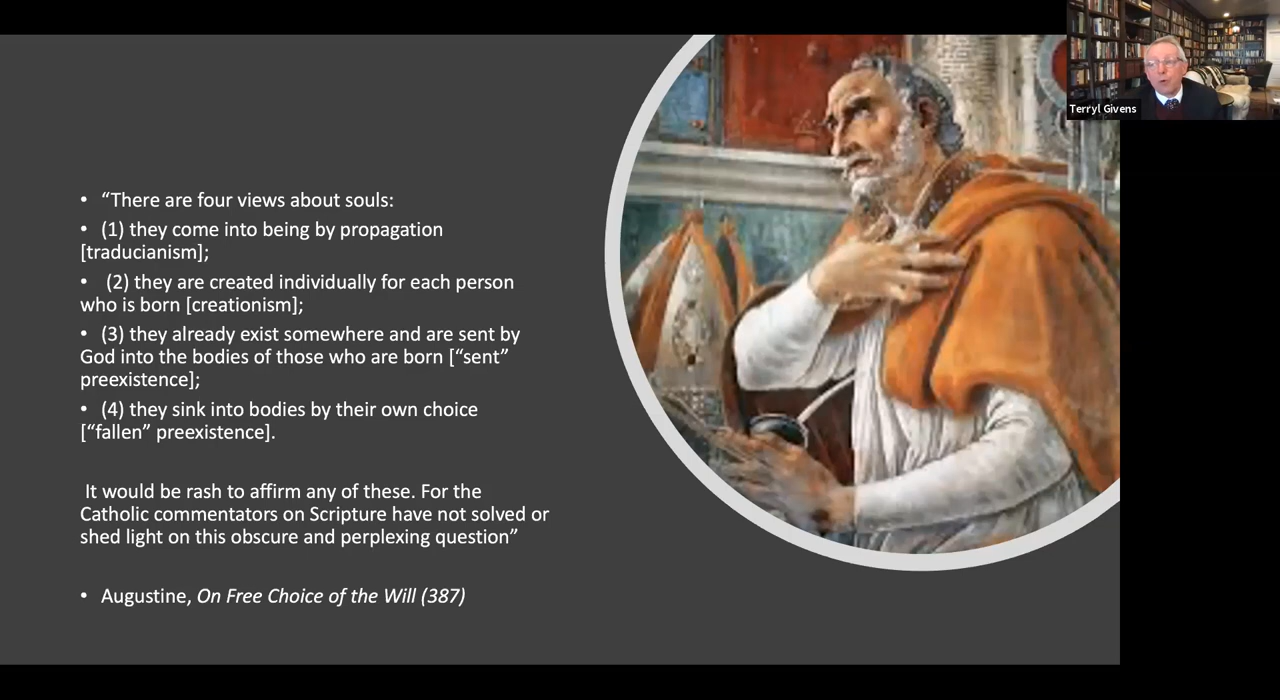 Terryl Givens
• “There are four views about souls:
• (1) they come into being by propagation
[traducianism];
• (2) they are created individually for each person
who is born [creationism];
• (3) they already exist somewhere and are sent by
God into the bodies of those who are born [“sent”
preexistence];
• (4) they sink into bodies by their own choice
[“fallen” preexistence].
It would be rash to affirm any of these. For the
Catholic commentators on Scripture have not solved or
shed light on this obscure and perplexing question”
• Augustine, On Free Choice of the Will (387)